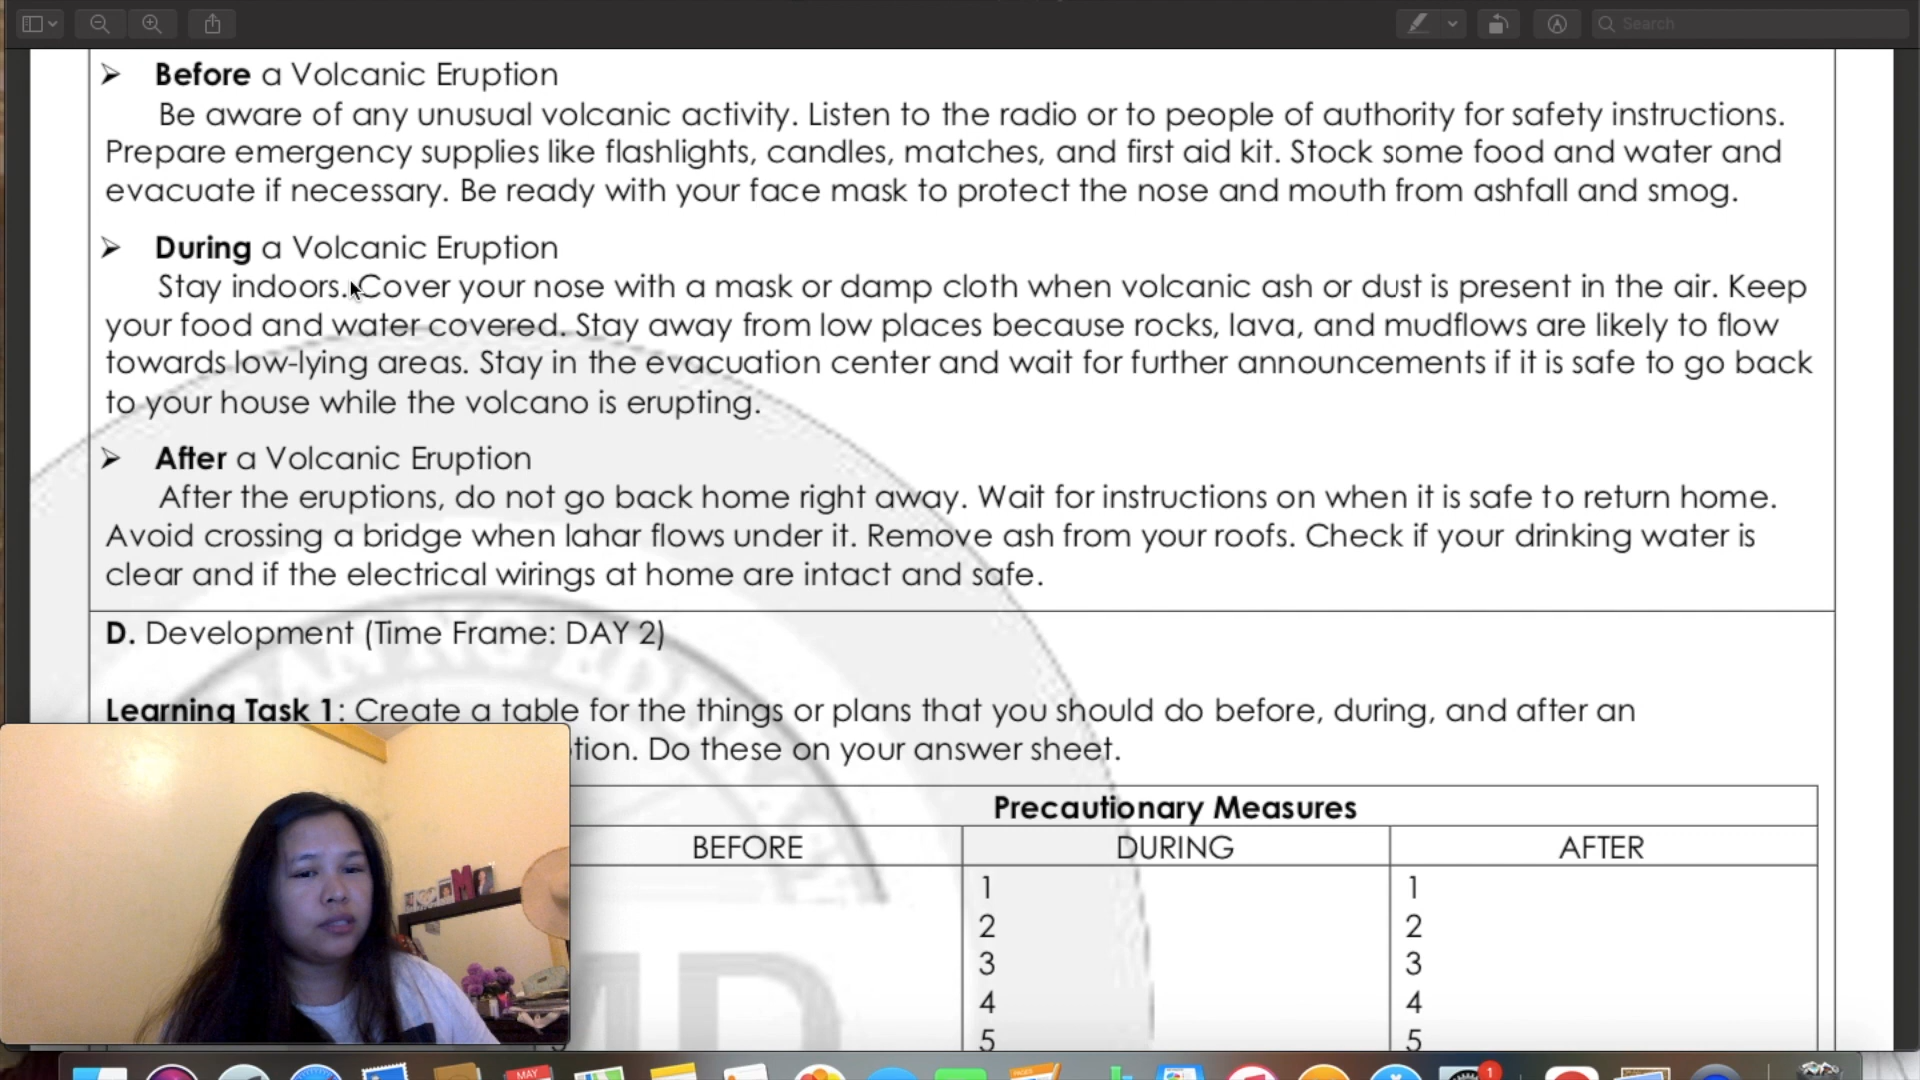 Search
➢ Before a Volcanic Eruption
Be aware of any unusual volcanic activity. Listen to the radio or to people of authority for safety instructions.
Prepare emergency supplies like flashlights, candles, matches, and first aid kit. Stock some food and water and
evacuate if necessary. Be ready with your face mask to protect the nose and mouth from ashfall and smog.
➢ During a Volcanic Eruption
Stay indoors. Cover your nose with a mask or damp cloth when volcanic ash or dust is present in the air. Keep
your food and water covered. Stay away from low places because rocks, lava, and mudflows are likely to flow
towards low-lying areas. Stay in the evacuation center and wait for further announcements if it is safe to go back
to your house while the volcano is erupting.
➢ After a Volcanic Eruption
After the eruptions, do not go back home right away. Wait for instructions on when it is safe to return home.
Avoid crossing a bridge when lahar flows under it. Remove ash from your roofs. Check if your drinking water is
clear and if the electrical wirings at home are intact and safe.
D. Development (Time Frame: DAY 2)
Learning Task 1: Create a table for the things or plans that you should do before, during, and after an
tion. Do these on your answer sheet.
Precautionary Measures
BEFORE DURING AFTER
1 1
2 2
3 3
4 4
5 5
M
MAY
PAGES
1